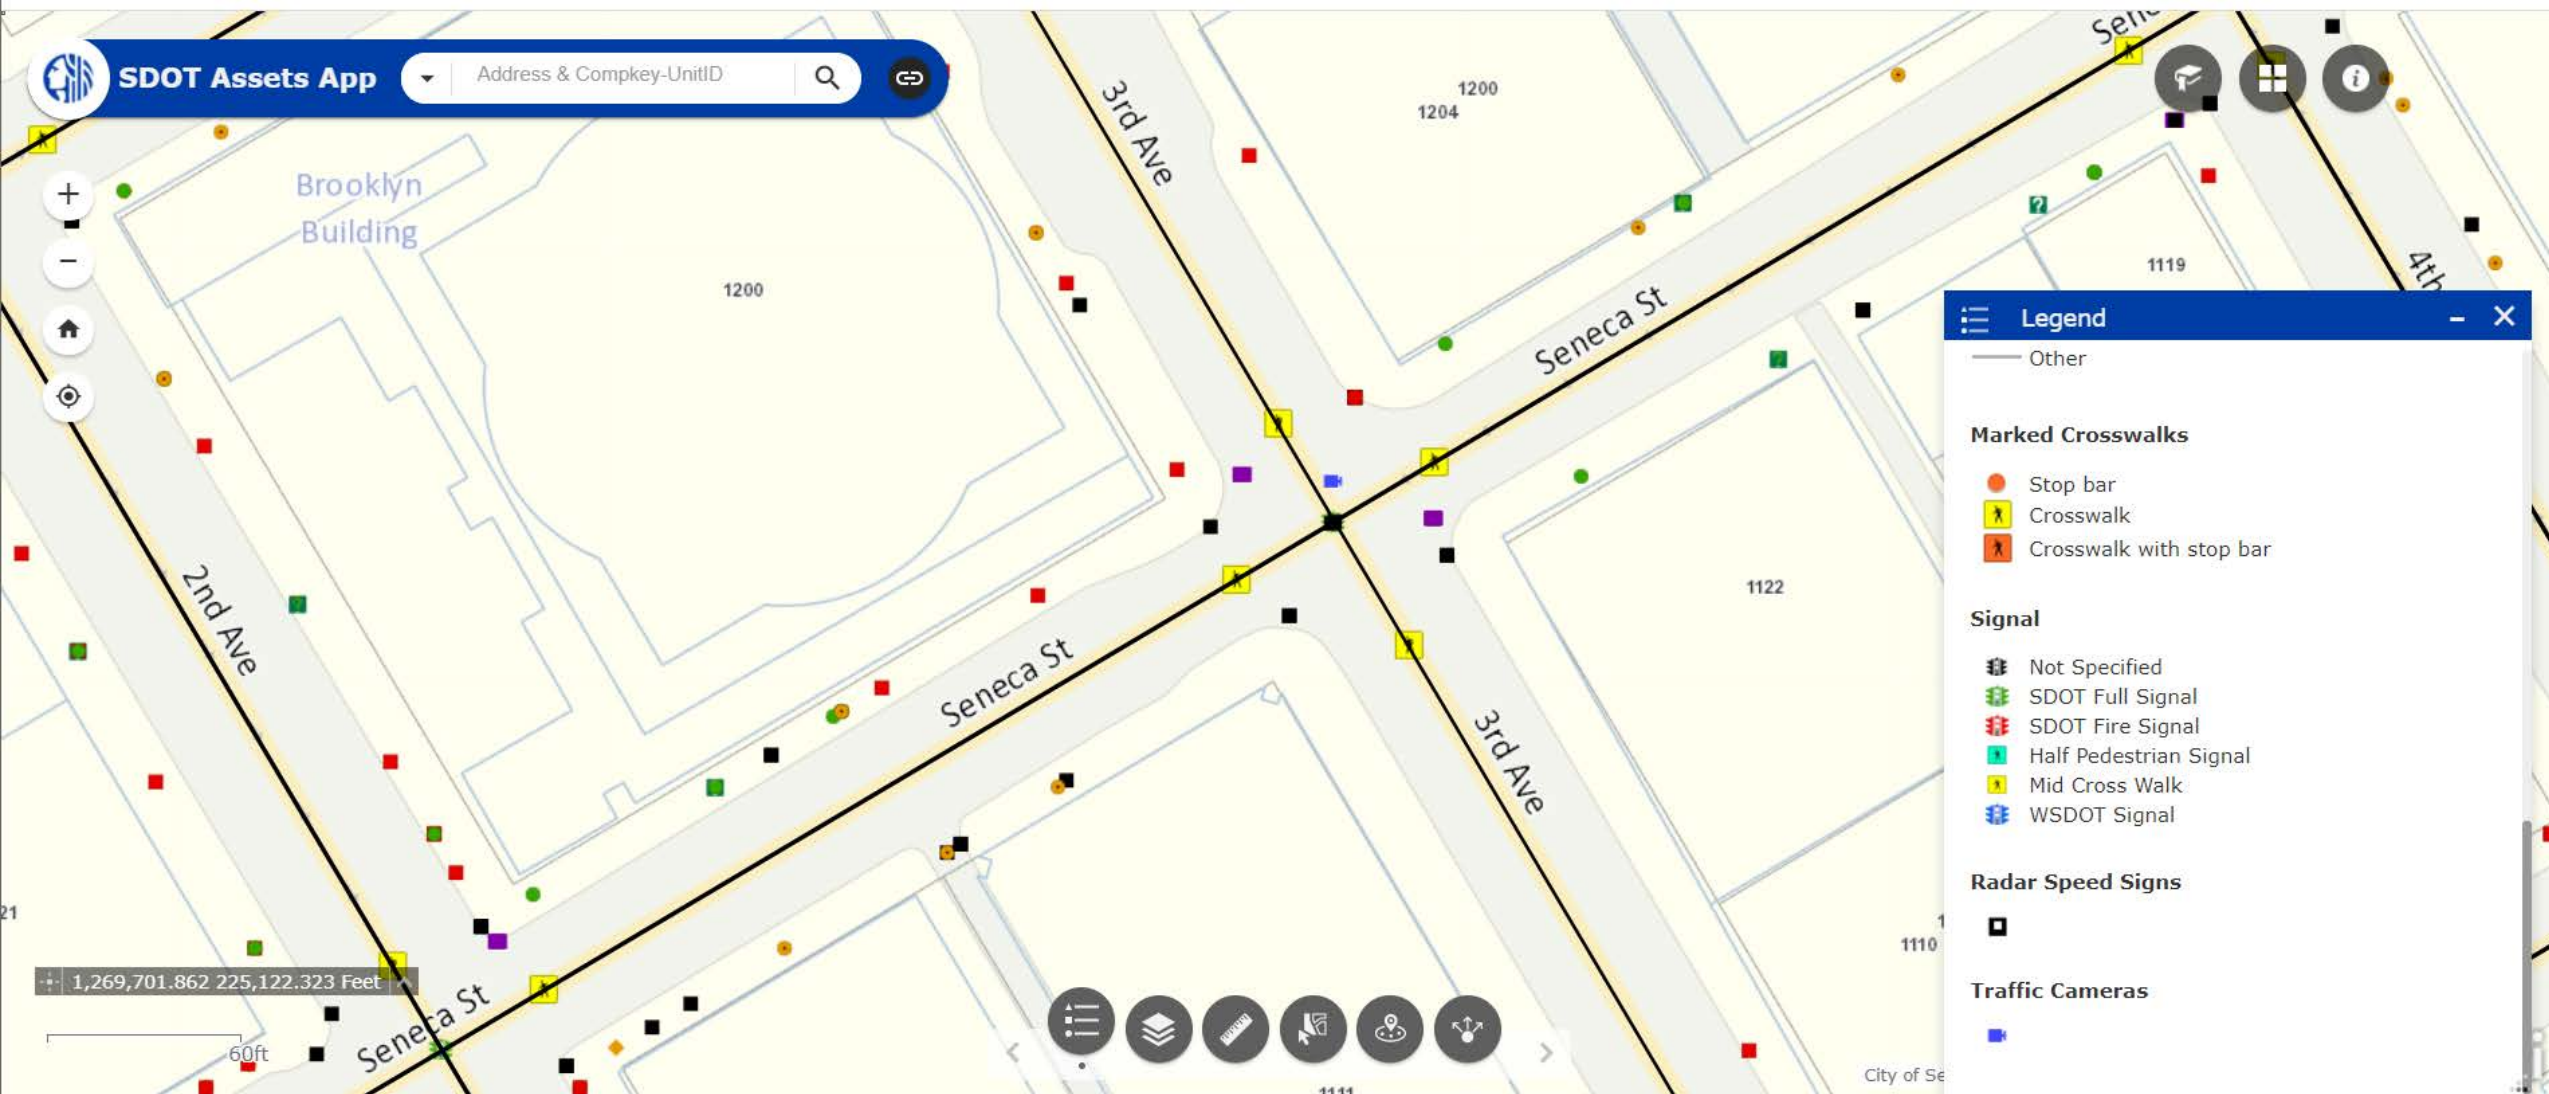 SDOT Assets App
Address & Compkey-UnitID
Brooklyn
Building
1200
1204
1200
3rd Ave
Seneca St
1119
4th
2nd Ave
Seneca St
3rd Ave
1122
1110
21
Seneca St
1,269,701.862 225,122.323 Feet
60ft
1111
City of Se
Legend
Other
Marked Crosswalks
Stop bar
Crosswalk
Crosswalk with stop bar
Signal
Not Specified
SDOT Full Signal
SDOT Fire Signal
Half Pedestrian Signal
Mid Cross Walk
WSDOT Signal
Radar Speed Signs
Traffic Cameras